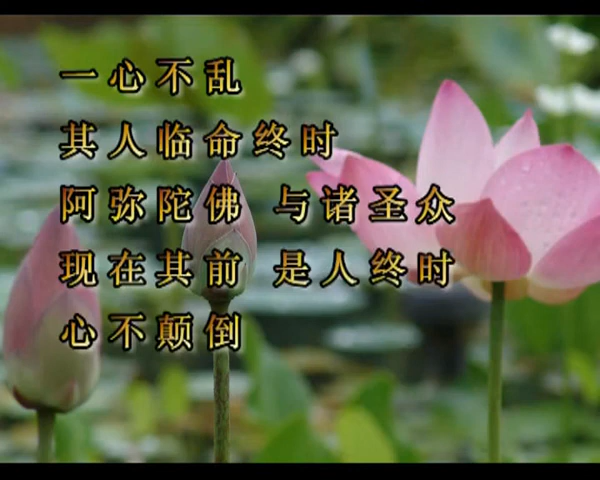 一心不乱
其人临命终时
阿弥陀佛 与诸圣众
现在其前 是人终时
心不颠倒